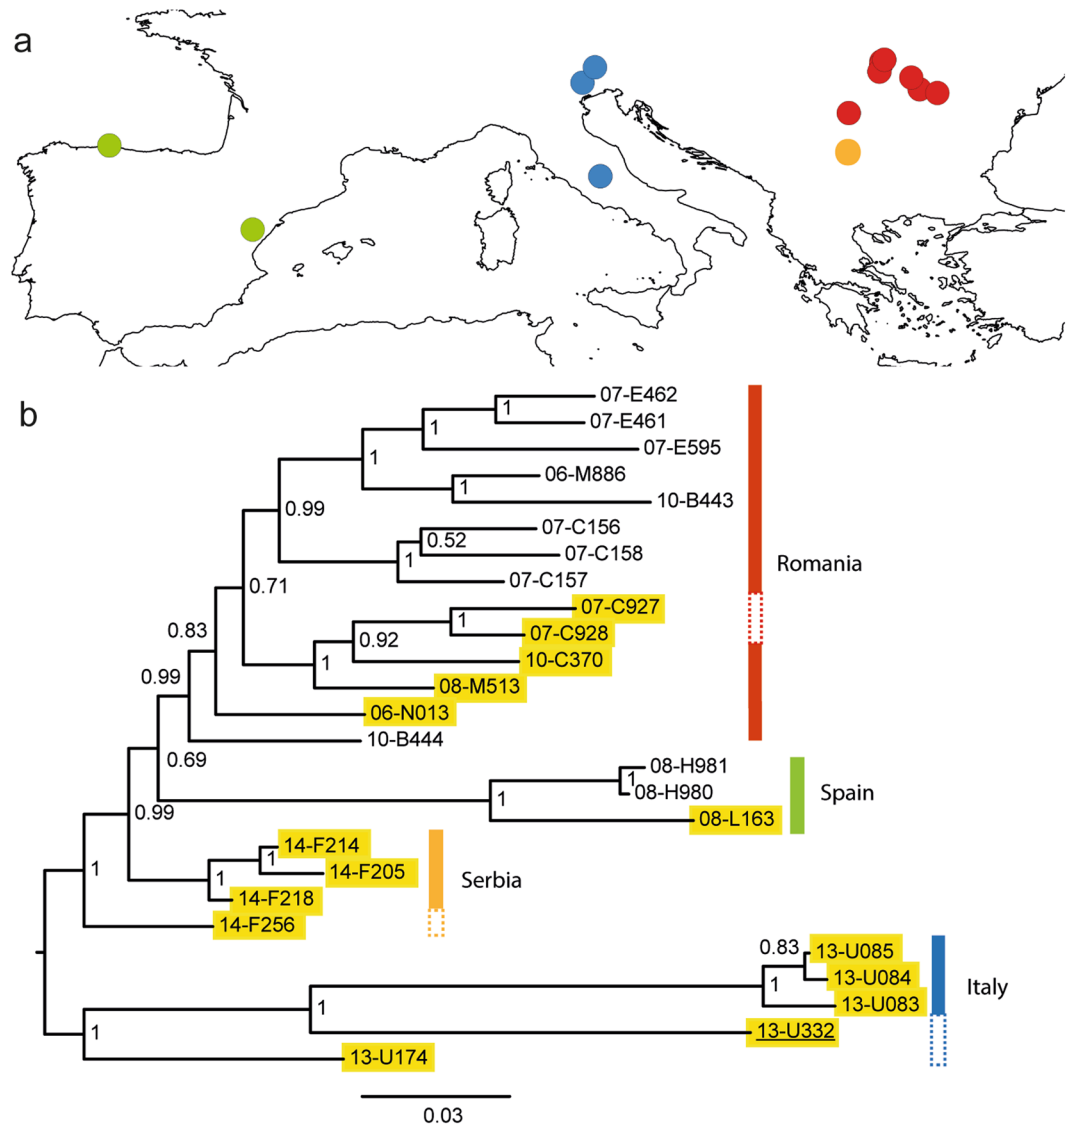 a
b
07-E462
1
07-E461
1
07-E595
1
06-M886
1
10-B443
0.99
07-C156
0.52
07-C158
1
07-C157
Romania
0.71
07-C927
1
07-C928
0.83
0.92
10-C370
1
08-M513
0.99
06-N013
10-B444
0.69
08-H981
1
08-H980
1
Spain
0.99
08-L163
14-F214
1
14-F205
1
Serbia
1
14-F218
14-F256
0.83
13-U085
13-U084
1
Italy
13-U083
1
13-U332
1
13-U174
0.03